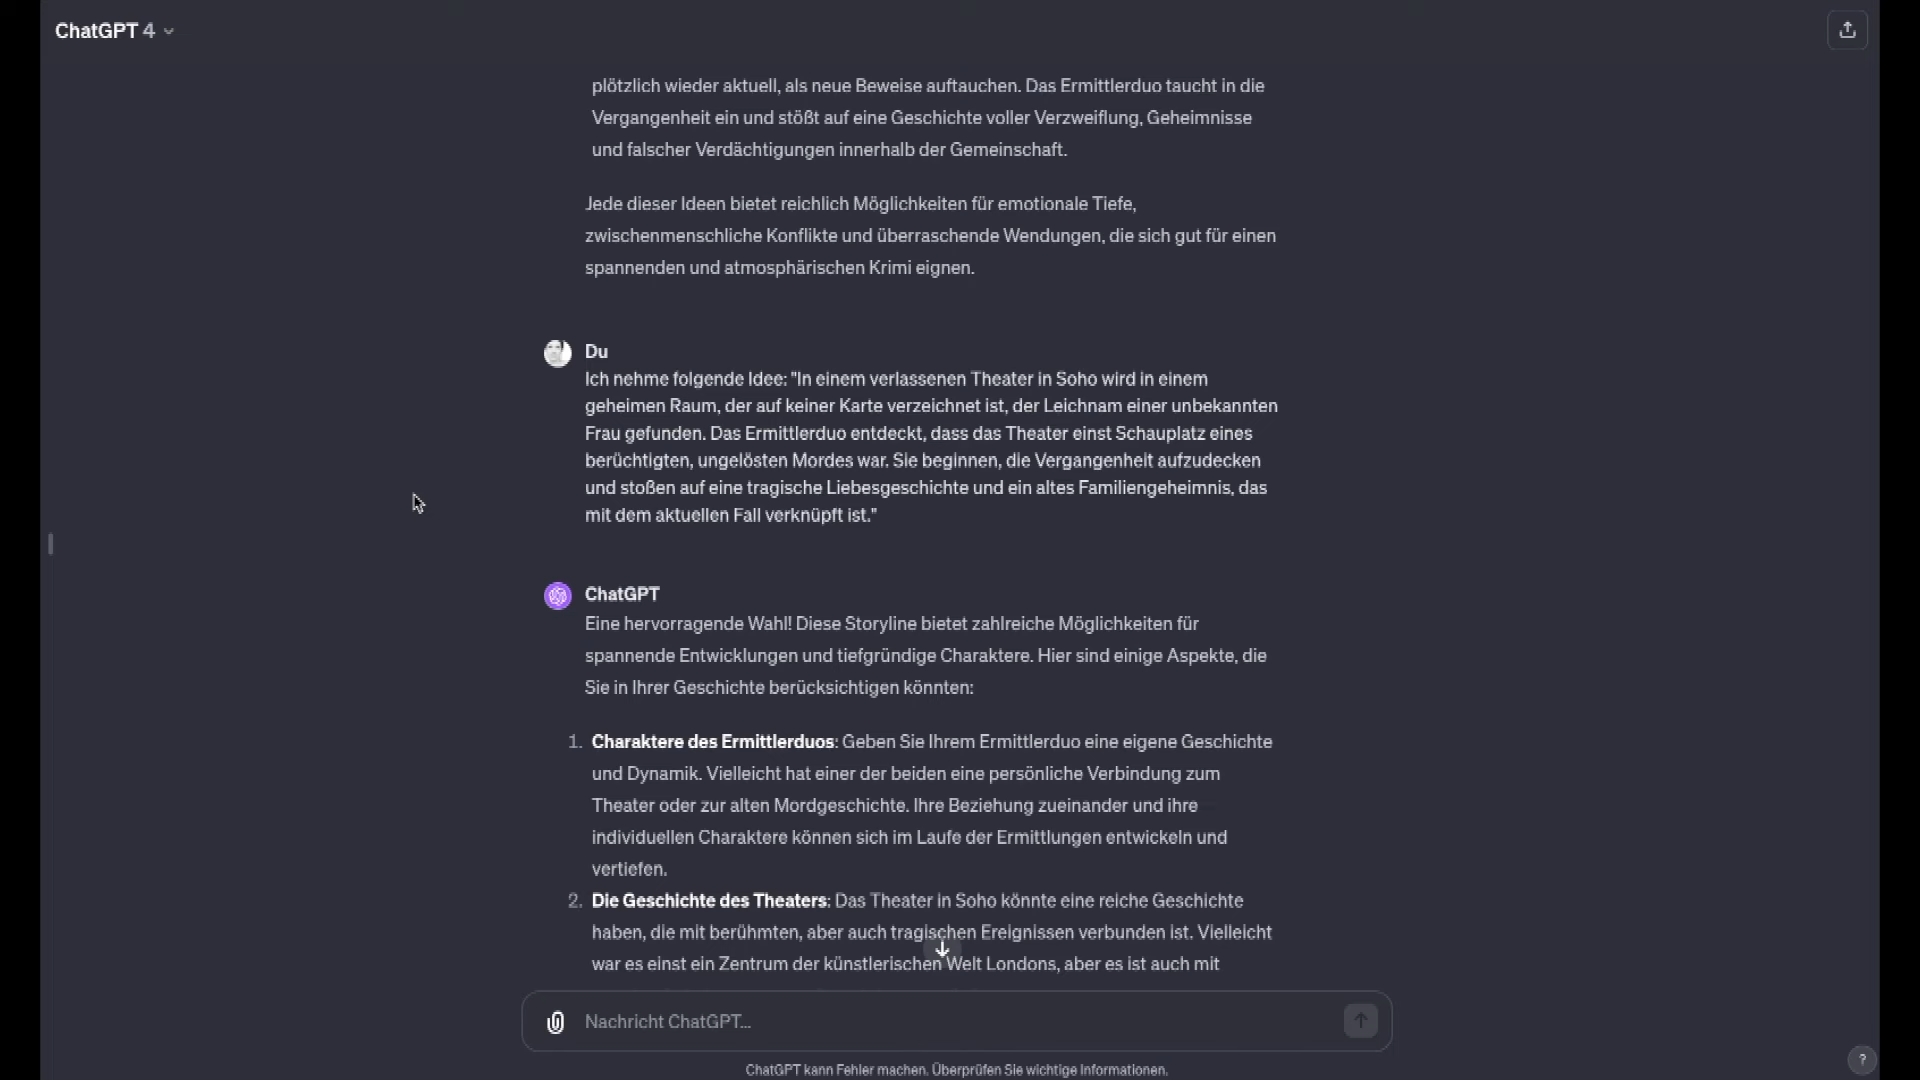 ChatGPT 4
plötzlich wieder aktuell, als neue Beweise auftauchen. Das Ermittlerduo taucht in die
Vergangenheit ein und stößt auf eine Geschichte voller Verzweiflung, Geheimnisse
und falscher Verdächtigungen innerhalb der Gemeinschaft.
Jede dieser Ideen bietet reichlich Möglichkeiten für emotionale Tiefe,
zwischenmenschliche Konflikte und überraschende Wendungen, die sich gut für einen
spannenden und atmosphärischen Krimi eignen.
Du
Ich nehme folgende Idee: "In einem verlassenen Theater in Soho wird in einem
geheimen Raum, der auf keiner Karte verzeichnet ist, der Leichnam einer unbekannten
Frau gefunden. Das Ermittlerduo entdeckt, dass das Theater einst Schauplatz eines
berüchtigten, ungelösten Mordes war. Sie beginnen, die Vergangenheit aufzudecken
und stoßen auf eine tragische Liebesgeschichte und ein altes Familiengeheimnis, das
mit dem aktuellen Fall verknüpft ist."
ChatGPT
Eine hervorragende Wahl! Diese Storyline bietet zahlreiche Möglichkeiten für
spannende Entwicklungen und tiefgründige Charaktere. Hier sind einige Aspekte, die
Sie in Ihrer Geschichte berücksichtigen könnten:
1. Charaktere des Ermittlerduos: Geben Sie Ihrem Ermittlerduo eine eigene Geschichte
und Dynamik. Vielleicht hat einer der beiden eine persönliche Verbindung zum
Theater oder zur alten Mordgeschichte. Ihre Beziehung zueinander und ihre
individuellen Charaktere können sich im Laufe der Ermittlungen entwickeln und
vertiefen.
2. Die Geschichte des Theaters: Das Theater in Soho könnte eine reiche Geschichte
haben, die mit berühmten, aber auch tragischen Ereignissen verbunden ist. Vielleicht
war es einst ein Zentrum der künstlerischen Welt Londons, aber es ist auch mit
Nachricht ChatGPT...
ChatGPT kann Fehler machen. Überprüfen Sie wichtige Informationen.
?